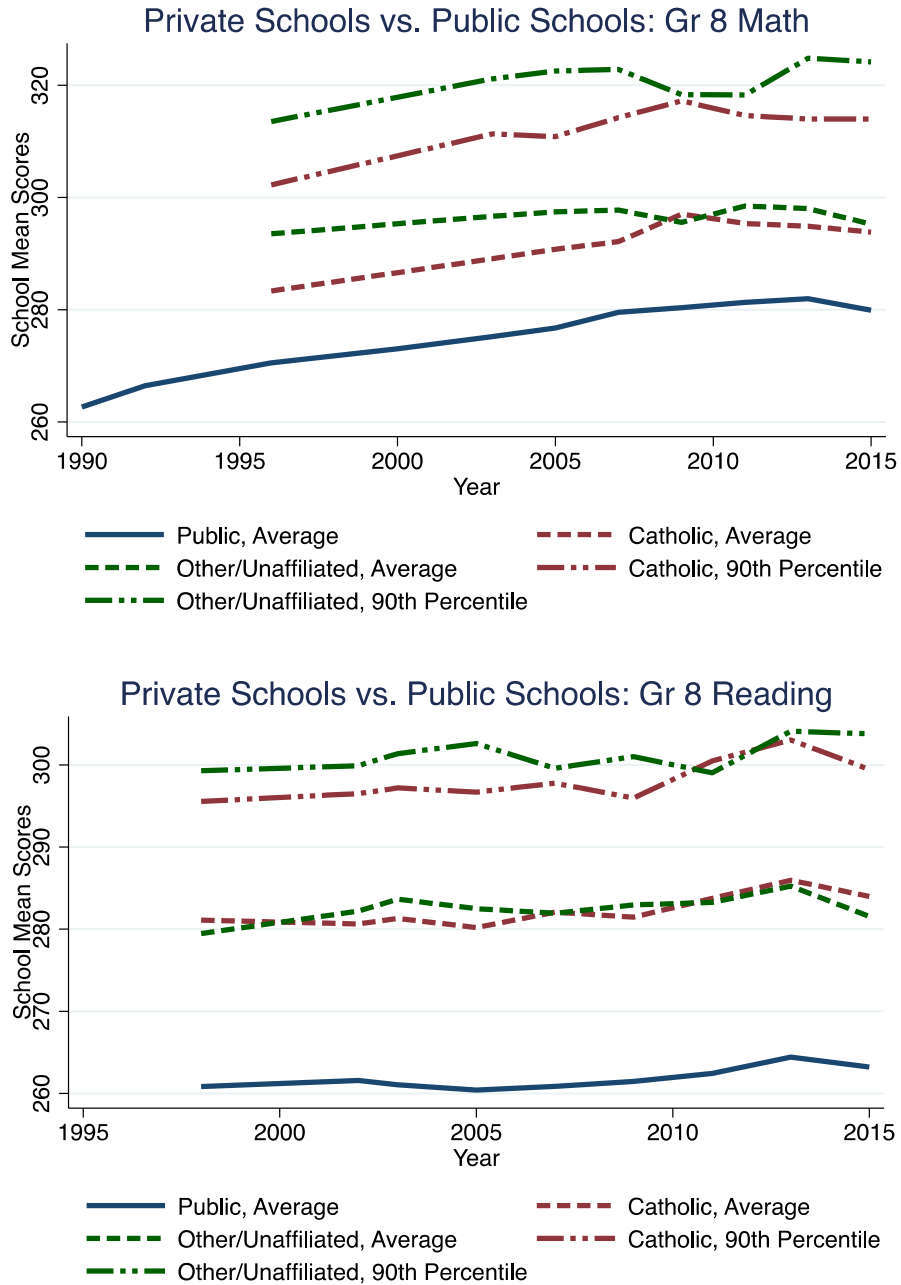 Private Schools vs. Public Schools: Gr 8 Math
School Mean Scores
320
300
280
260
1990 1995 2000 2005 2010 2015
Year
Public, Average Catholic, Average
Other/Unaffiliated, Average Catholic, 90th Percentile
Other/Unaffiliated, 90th Percentile
Private Schools vs. Public Schools: Gr 8 Reading
School Mean Scores
300
290
280
270
260
1995 2000 2005 2010 2015
Year
Public, Average Catholic, Average
Other/Unaffiliated, Average Catholic, 90th Percentile
Other/Unaffiliated, 90th Percentile